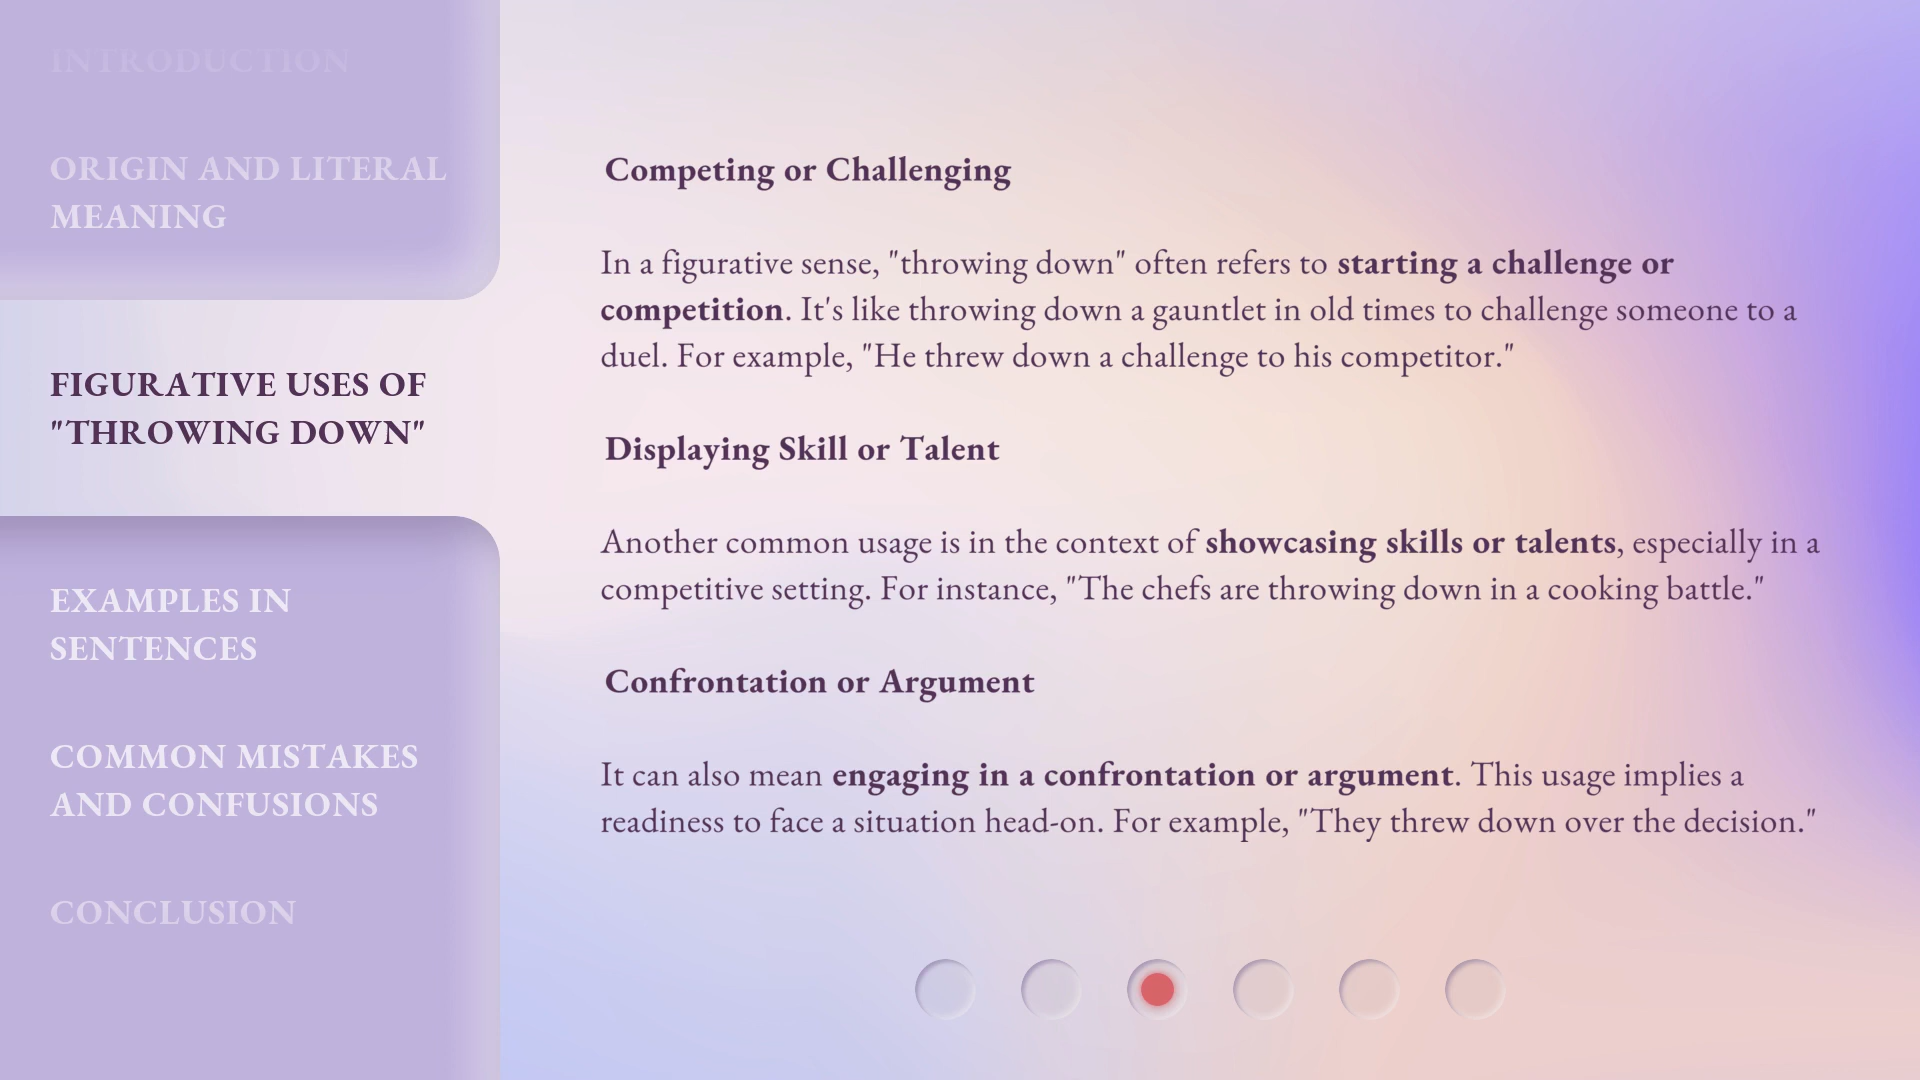 INTRODUCTION
ORIGIN AND LITERAL
MEANING
FIGURATIVE USES OF
"THROWING DOWN"
EXAMPLES IN
SENTENCES
COMMON MISTAKES
AND CONFUSIONS
CONCLUSION
Competing or Challenging
In a figurative sense, "throwing down" often refers to starting a challenge or
competition. It's like throwing down a gauntlet in old times to challenge someone to a
duel. For example, "He threw down a challenge to his competitor."
Displaying Skill or Talent
Another common usage is in the context of showcasing skills or talents, especially in a
competitive setting. For instance, "The chefs are throwing down in a cooking battle."
Confrontation or Argument
It can also mean engaging in a confrontation or argument. This usage implies a
readiness to face a situation head-on. For example, "They threw down over the decision."